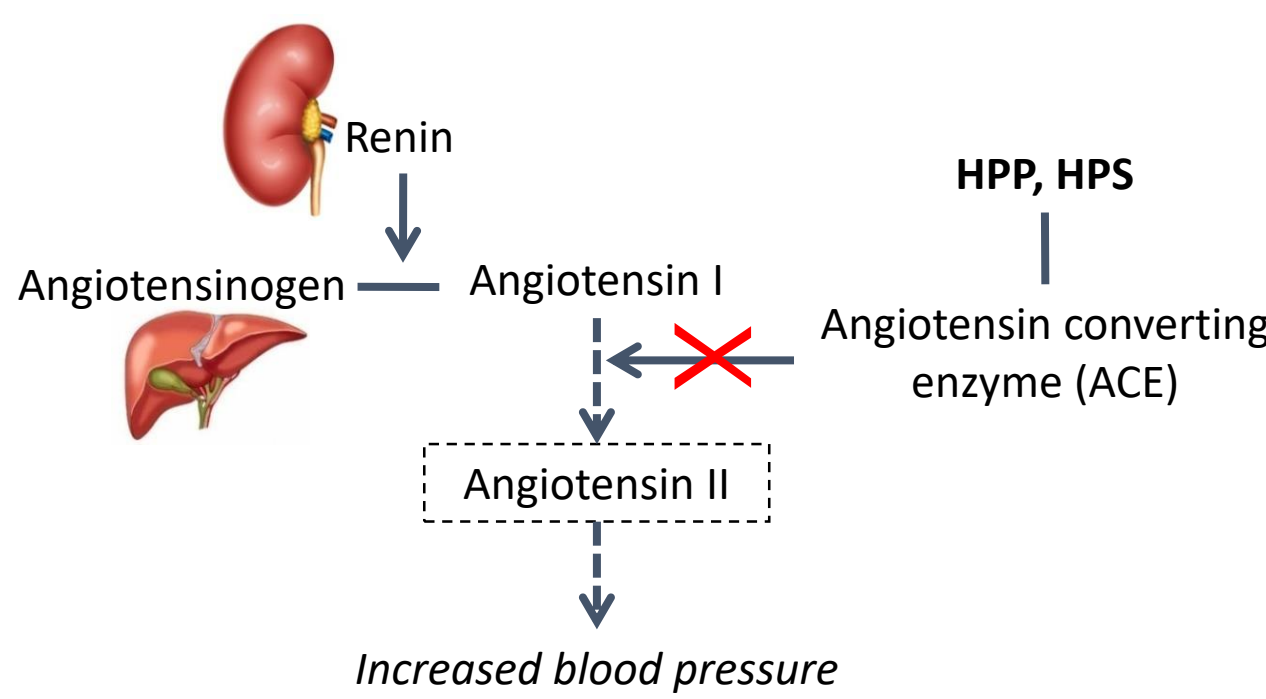 Renin
HPP, HPS
Angiotensinogen
Angiotensin I
Angiotensin converting
enzyme (ACE)
Angiotensin II
Increased blood pressure